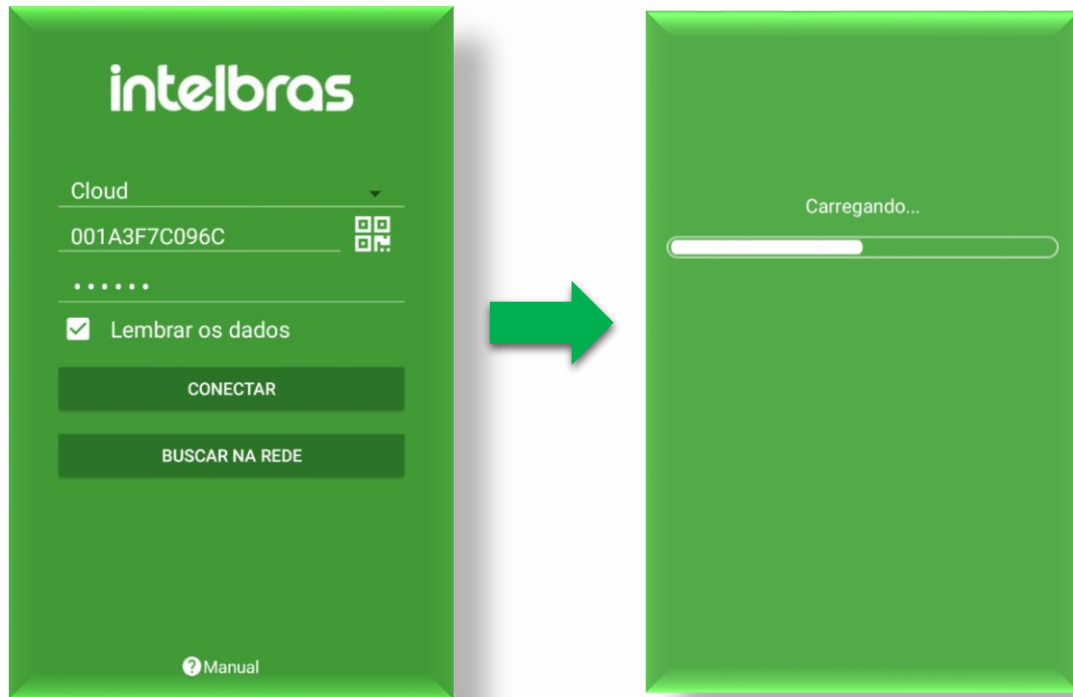 intelbras
Cloud
001A3F7C096C
••••••
Lembrar os dados
CONECTAR
BUSCAR NA REDE
?Manual
Carregando...